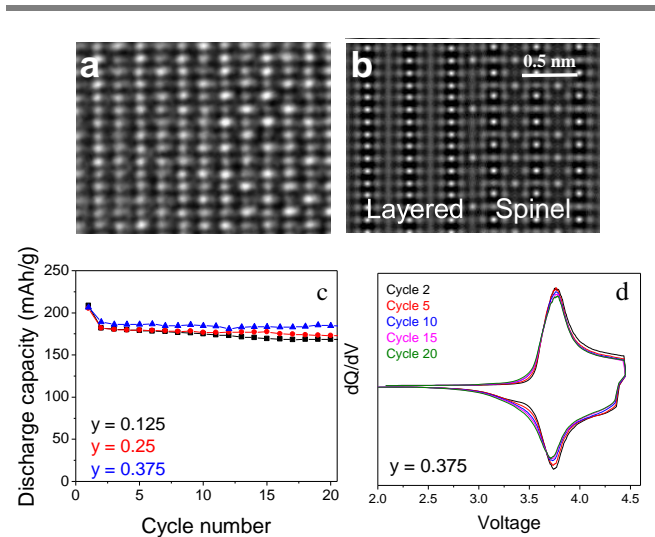 a
b
0.5 nm
Layered Spinel
250
200
150
100
50
0
5
10
15
20
Discharge capacity (mAh/g)
Cycle number
c
y = 0.125
y = 0.25
y = 0.375
d
Cycle 2
Cycle 5
Cycle 10
Cycle 15
Cycle 20
dQ/dV
y = 0.375
2.0
2.5
3.0
3.5
4.0
4.5
Voltage